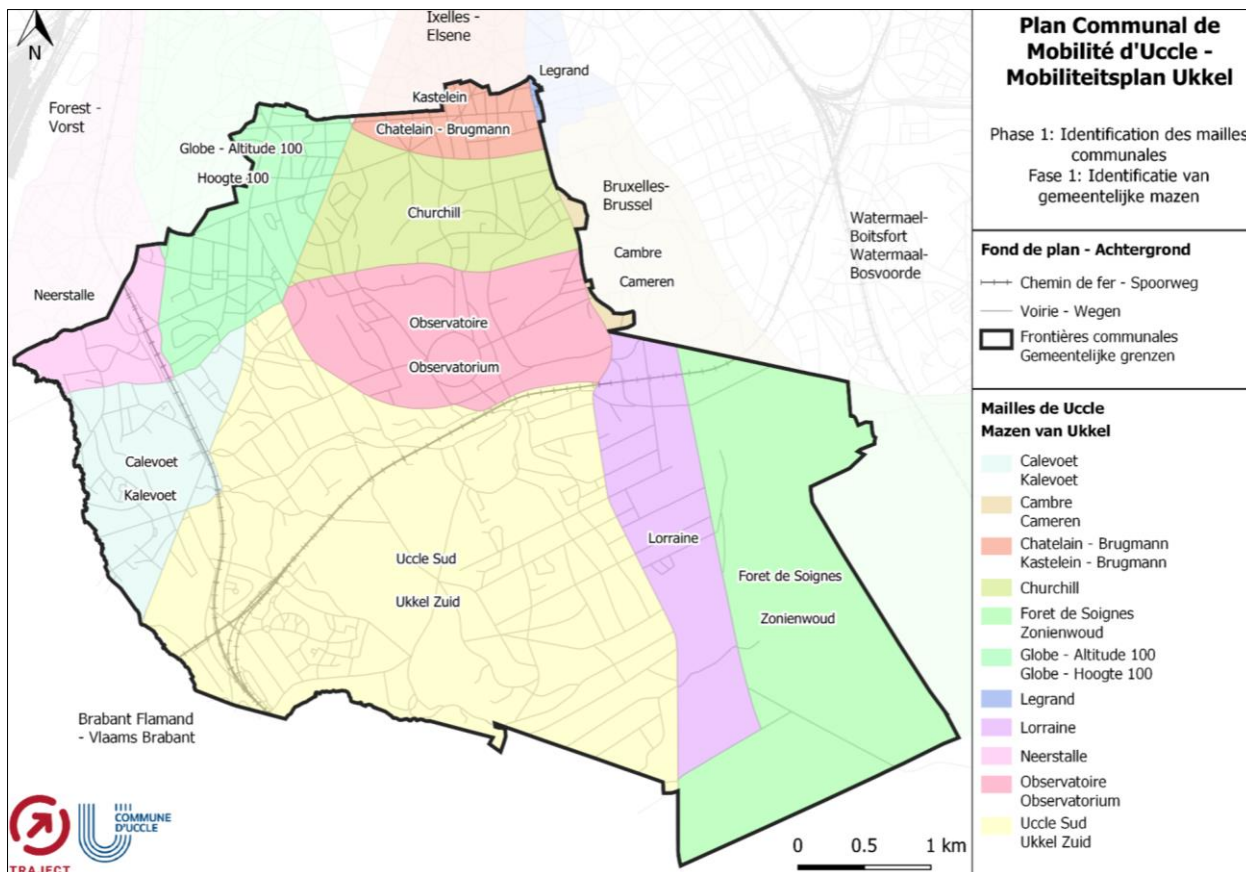 N
Ixelles -
Elsene
Legrand
Kastelein
Forest -
Vorst
Chatelain - Brugmann
Globe - Altitude 100
Hoogte 100
Bruxelles-
Brussel
Churchill
Watermael-
Boitsfort
Watermaal-
Bosvoorde
Cambre
Cameren
Neerstalle
Observatoire
Observatorium
Calevoet
Kalevoet
Lorraine
Uccle Sud
Ukkel Zuid
Foret de Soignes
Zonienwoud
Brabant Flamand
- Vlaams Brabant
TRAJECT
COMMUNE
D'UCCLE
0 0.5 1 km
Plan Communal de
Mobilité d'Uccle -
Mobiliteitsplan Ukkel
Phase 1: Identification des mailles
communales
Fase 1: Identificatie van
gemeentelijke mazen
Fond de plan - Achtergrond
Chemin de fer - Spoorweg
Voirie - Wegen
Frontières communales
Gemeentelijke grenzen
Mailles de Uccle
Mazen van Ukkel
Calevoet
Kalevoet
Cambre
Cameren
Chatelain - Brugmann
Kastelein - Brugmann
Churchill
Foret de Soignes
Zonienwoud
Globe - Altitude 100
Globe - Hoogte 100
Legrand
Lorraine
Neerstalle
Observatoire
Observatorium
Uccle Sud
Ukkel Zuid